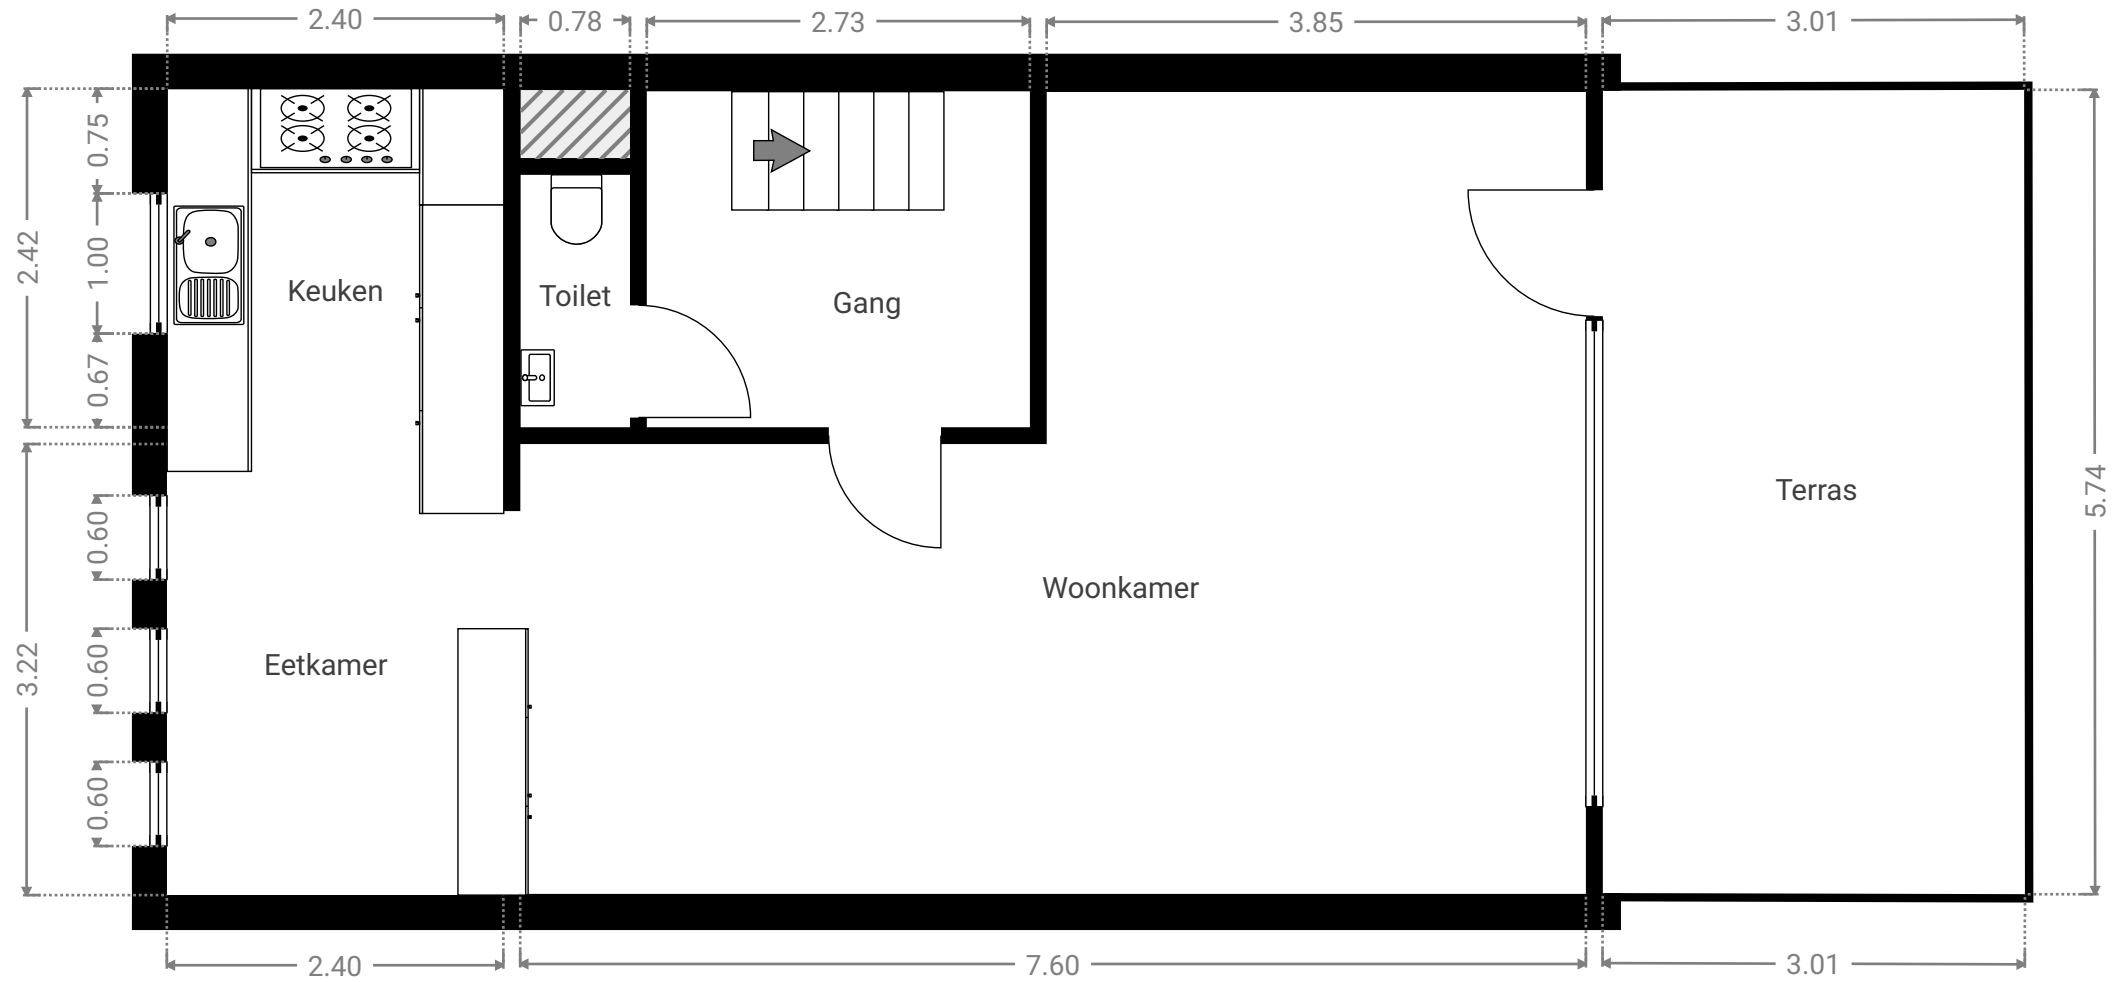 2.40
0.78
2.73
3.85
3.01
0.75
2.42
1.00
Keuken
Toilet
Gang
0.67
Terras
5.74
0.60
Woonkamer
3.22
0.60
Eetkamer
0.60
2.40
7.60
3.01